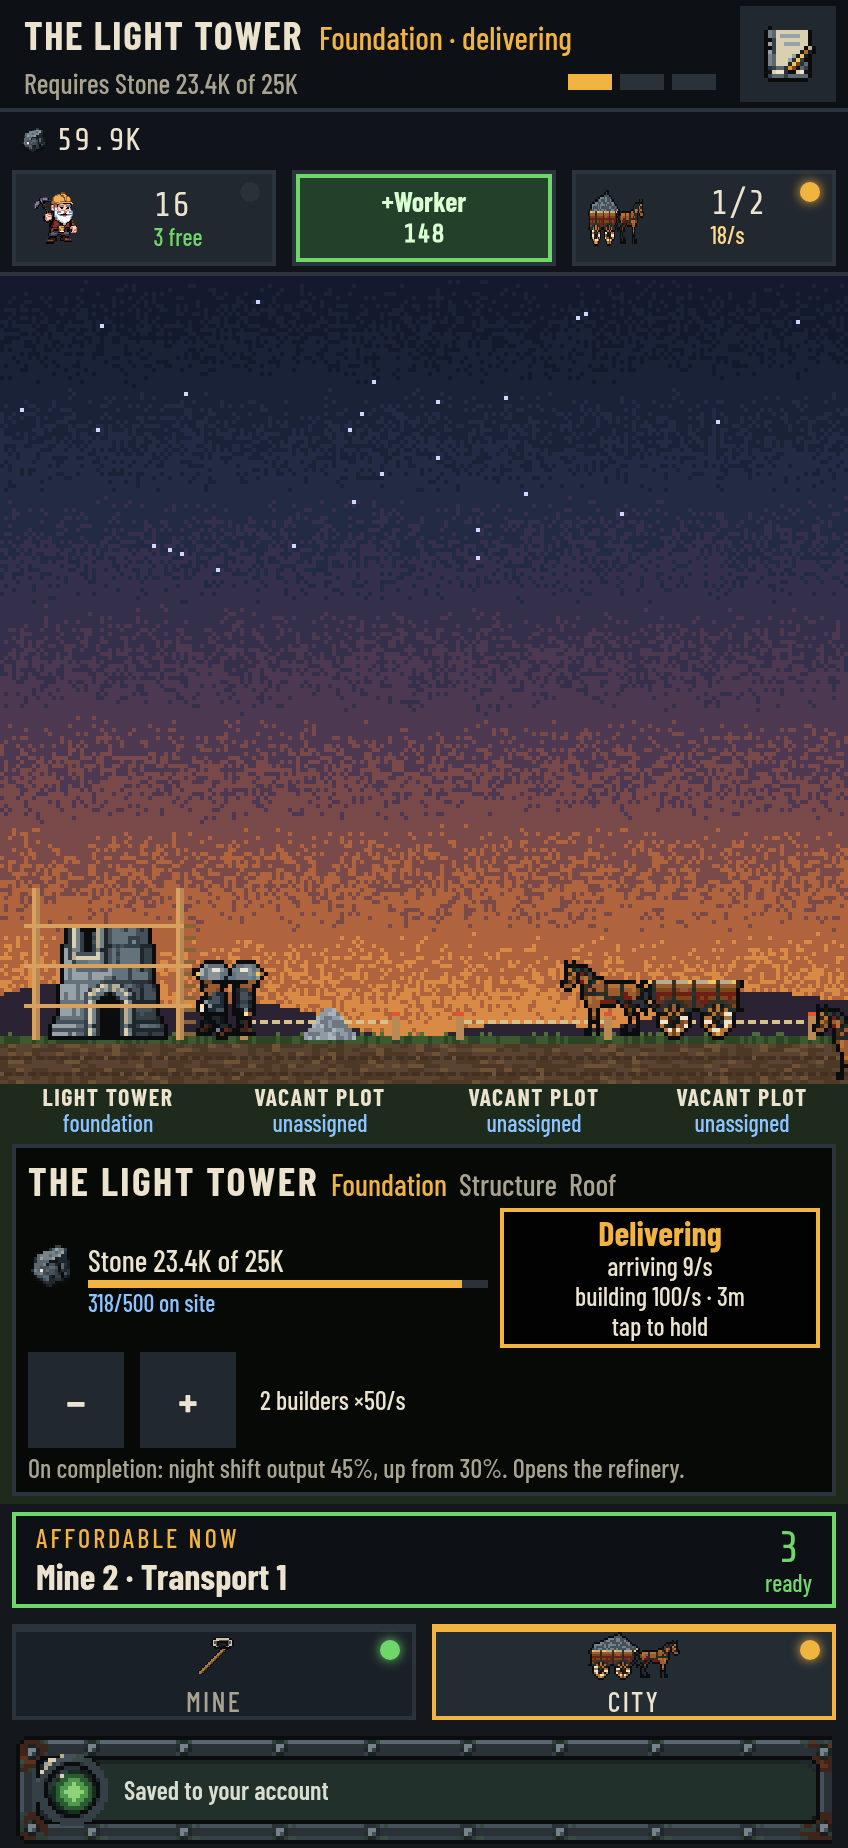 THE LIGHT TOWER Foundation · delivering
Requires Stone 23.4K of 25K
59.9K
16
3 free
+Worker
148
1/2
18/s
LIGHT TOWER
foundation
VACANT PLOT
unassigned
VACANT PLOT
unassigned
VACANT PLOT
unassigned
THE LIGHT TOWER Foundation Structure Roof
Stone 23.4K of 25K
318/500 on site
Delivering
arriving 9/s
building 100/s · 3m
tap to hold
− +
2 builders ×50/s
On completion: night shift output 45%, up from 30%. Opens the refinery.
AFFORDABLE NOW
Mine 2 · Transport 1
3
ready
MINE
CITY
Saved to your account